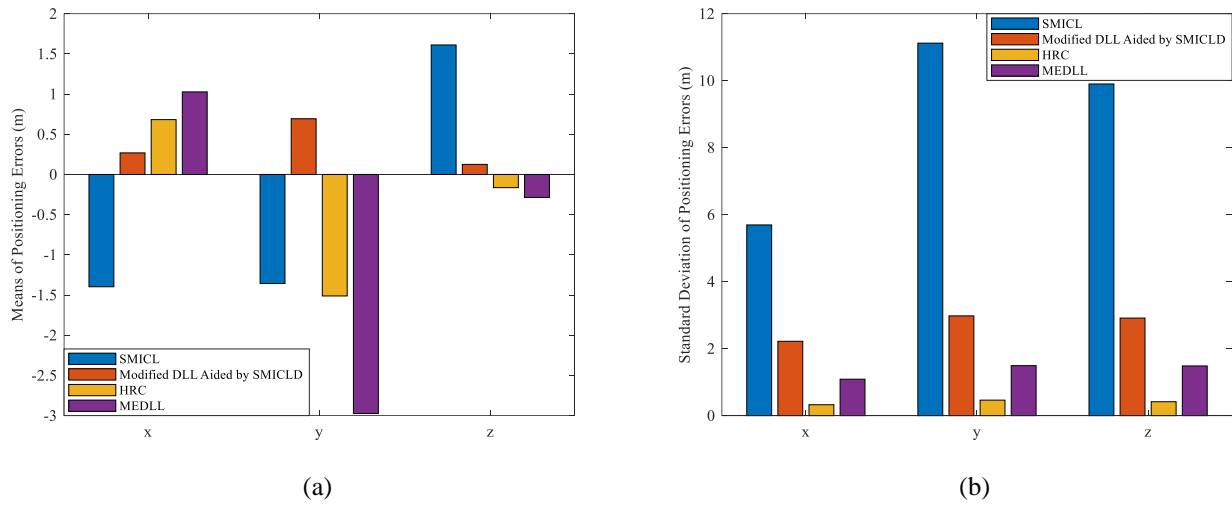 2
1.5
1
0.5
0
-0.5
-1
-1.5
-2
-2.5
-3
Means of Positioning Errors (m)
SMICL
Modified DLL Aided by SMICLD
HRC
MEDLL
x y z
(a)
12
10
8
6
4
2
0
Standard Deviation of Positioning Errors (m)
SMICL
Modified DLL Aided by SMICLD
HRC
MEDLL
x y z
(b)